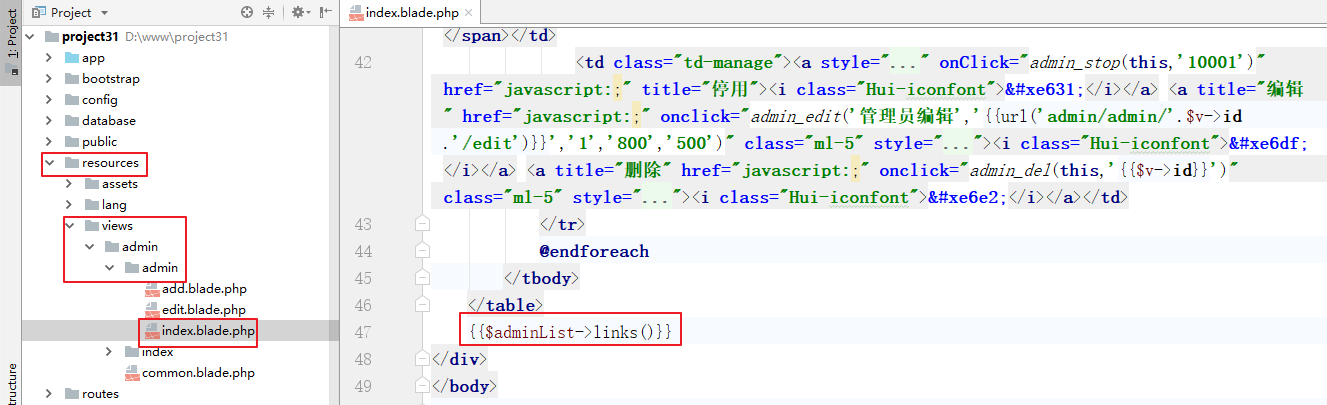 Project
index.blade.php
1: Project
project31 D:\www\project31
app
bootstrap
config
database
public
resources
assets
lang
views
admin
admin
add.blade.php
edit.blade.php
index.blade.php
index
common.blade.php
routes
</span></td>
42 <td class="td-manage"><a style="..." onClick="admin_stop(this,'10001')"
href="javascript:;" title="停用"><i class="Hui-iconfont">&#xe631;</i></a> <a title="编辑
" href="javascript:;" onclick="admin_edit('管理员编辑','{{url('admin/admin/'.$v->id
.'/edit')}}','1','800','500')" class="ml-5" style="..."><i class="Hui-iconfont">&#xe6df;
</i></a> <a title="删除" href="javascript:;" onclick="admin_del(this,'{{$v->id}}')"
class="ml-5" style="..."><i class="Hui-iconfont">&#xe6e2;</i></a></td>
43 </tr>
44 @endforeach
45 </tbody>
46 </table>
47 {{$adminList->links()}}
48 </div>
49 </body>